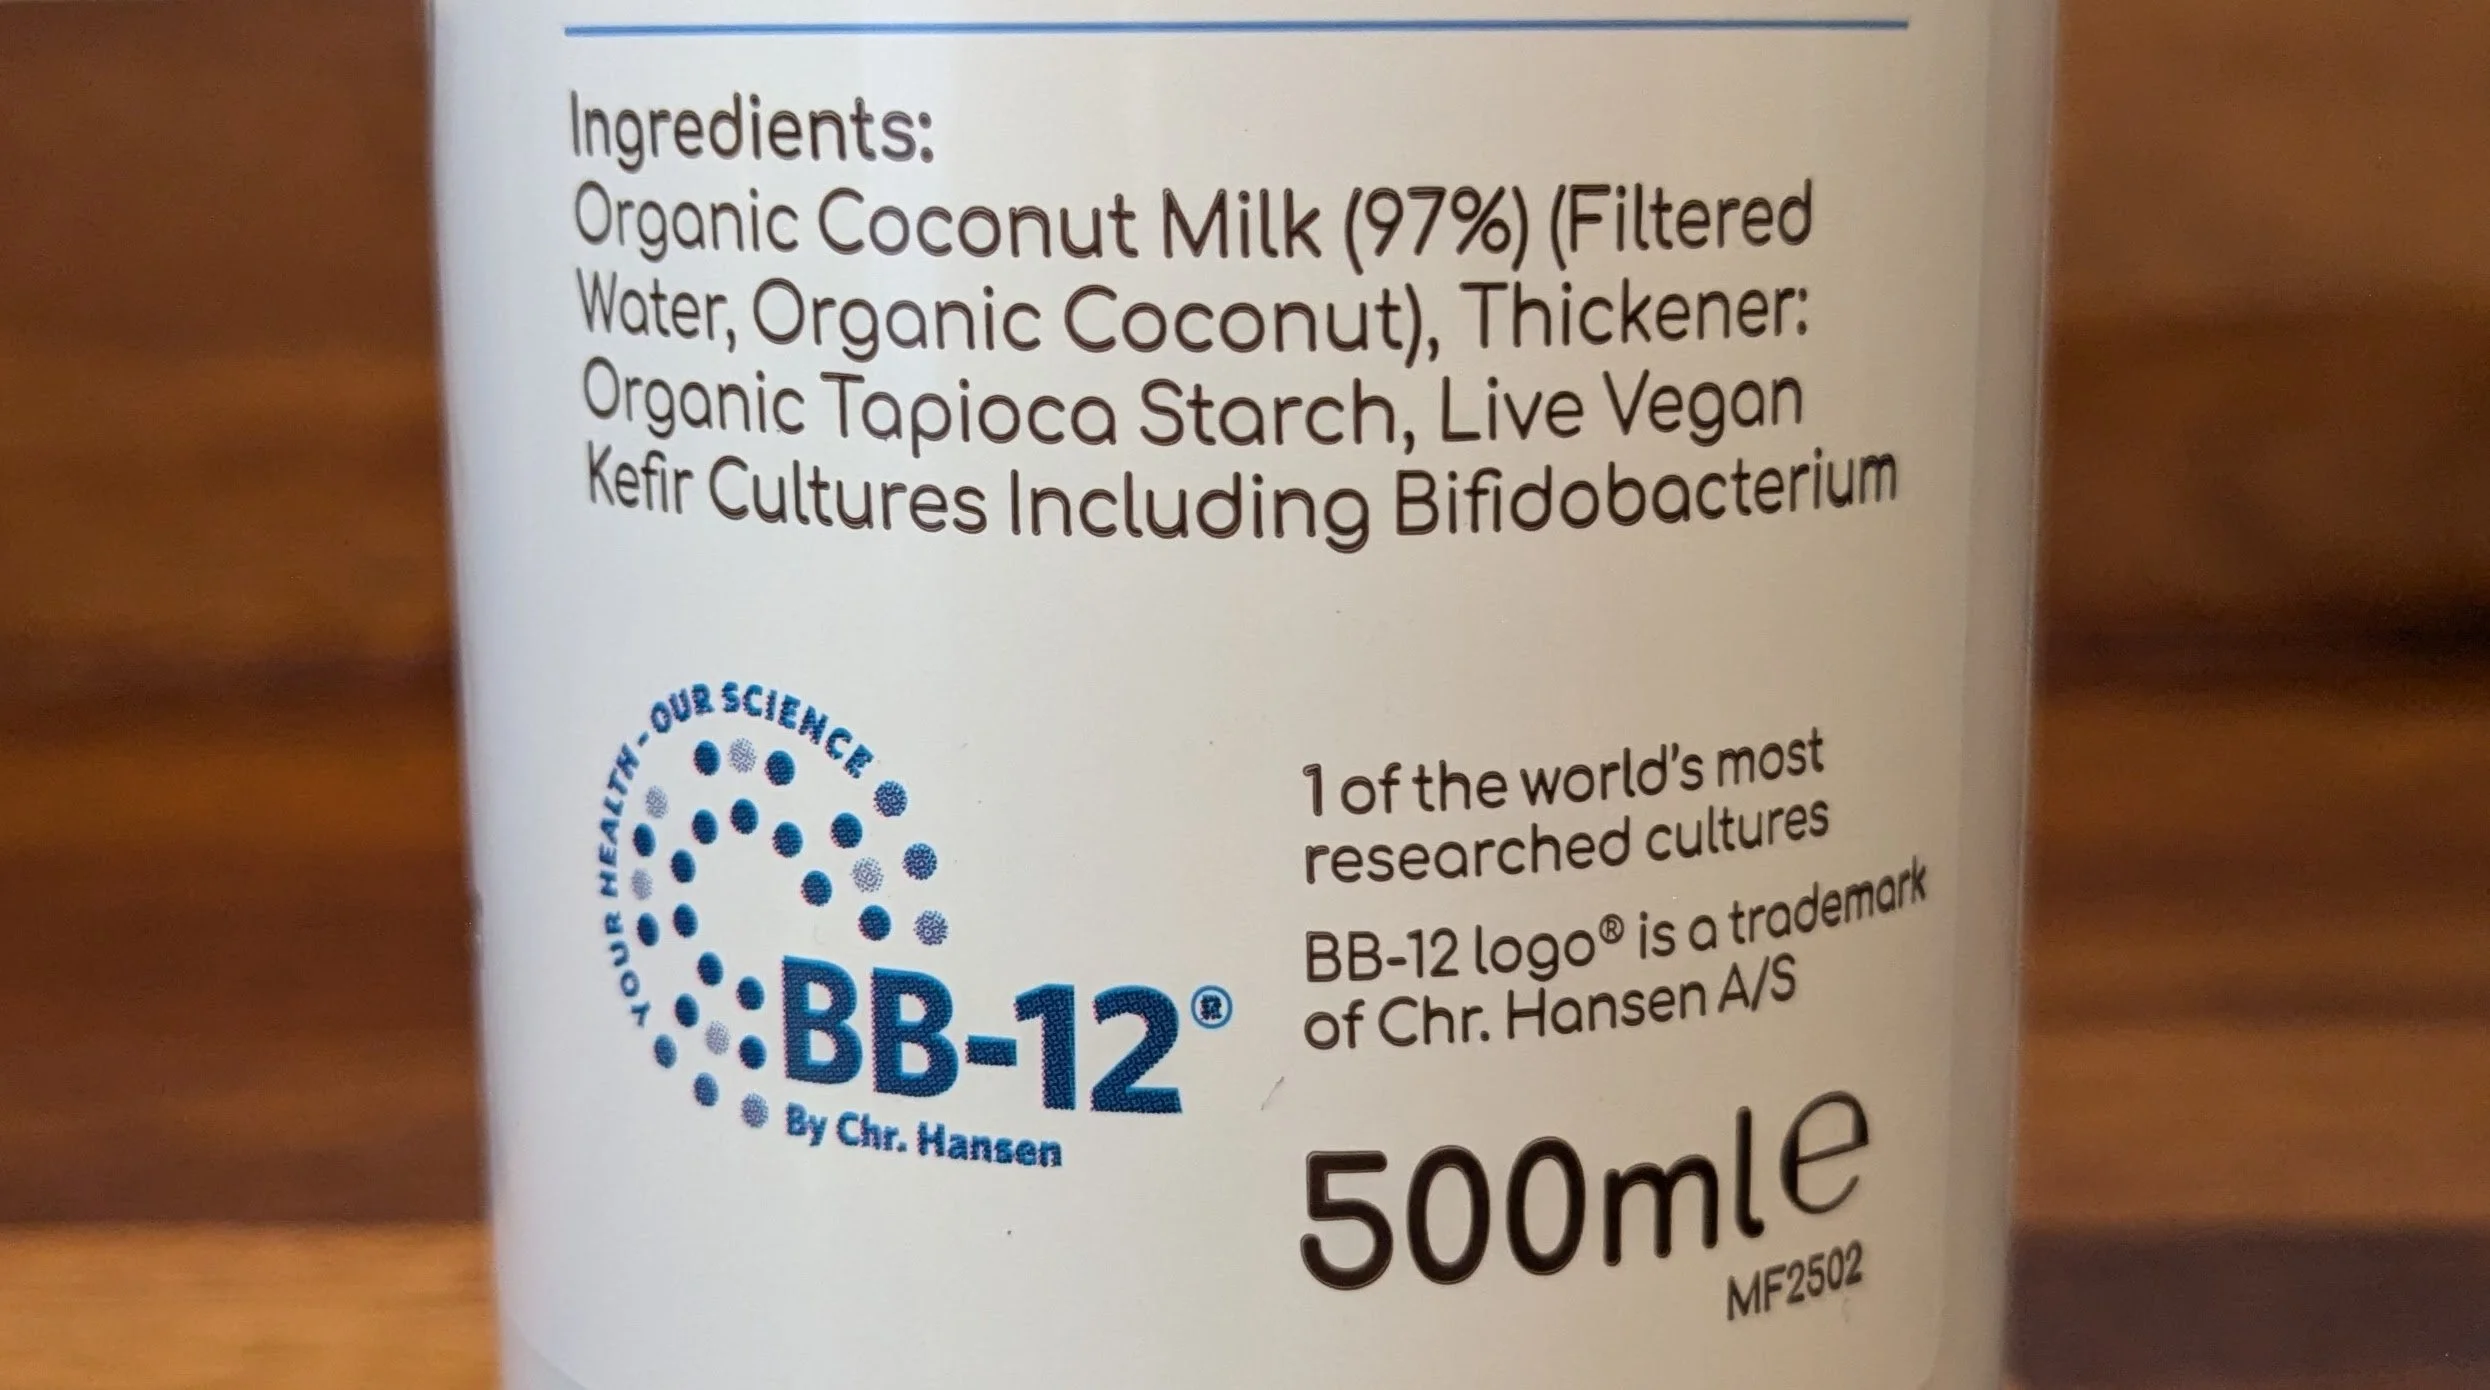 Ingredients:
Organic Coconut Milk (97%) (Filtered
Water, Organic Coconut), Thickener:
Organic Tapioca Starch, Live Vegan
Kefir Cultures Including Bifidobacterium
YOUR HEALTH - OUR SCIENCE
BB-12®
By Chr. Hansen
1 of the world's most
researched cultures
BB-12 logo® is a trademark
of Chr. Hansen A/S
500ml e
MF2502